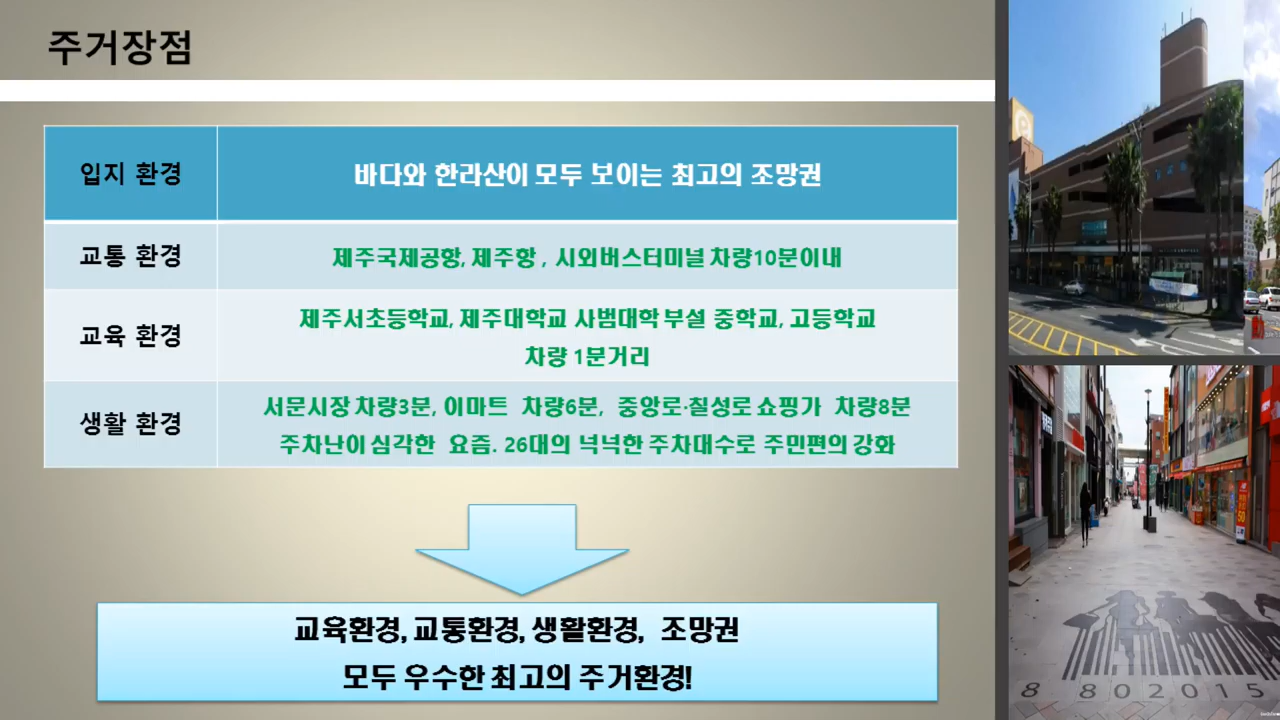 주거장점
입지 환경
바다와 한라산이 모두 보이는 최고의 조망권
교통 환경
제주국제공항, 제주항 , 시외버스터미널 차량10분이내
교육 환경
제주서초등학교, 제주대학교 사범대학 부설 중학교, 고등학교
차량 1분거리
생활 환경
서문시장 차량3분, 이마트 차량6분, 중앙로·칠성로 쇼핑가 차량8분
주차난이 심각한 요즘. 26대의 넉넉한 주차대수로 주민편의 강화
교육환경, 교통환경, 생활환경, 조망권
모두 우수한 최고의 주거환경!
8 802015